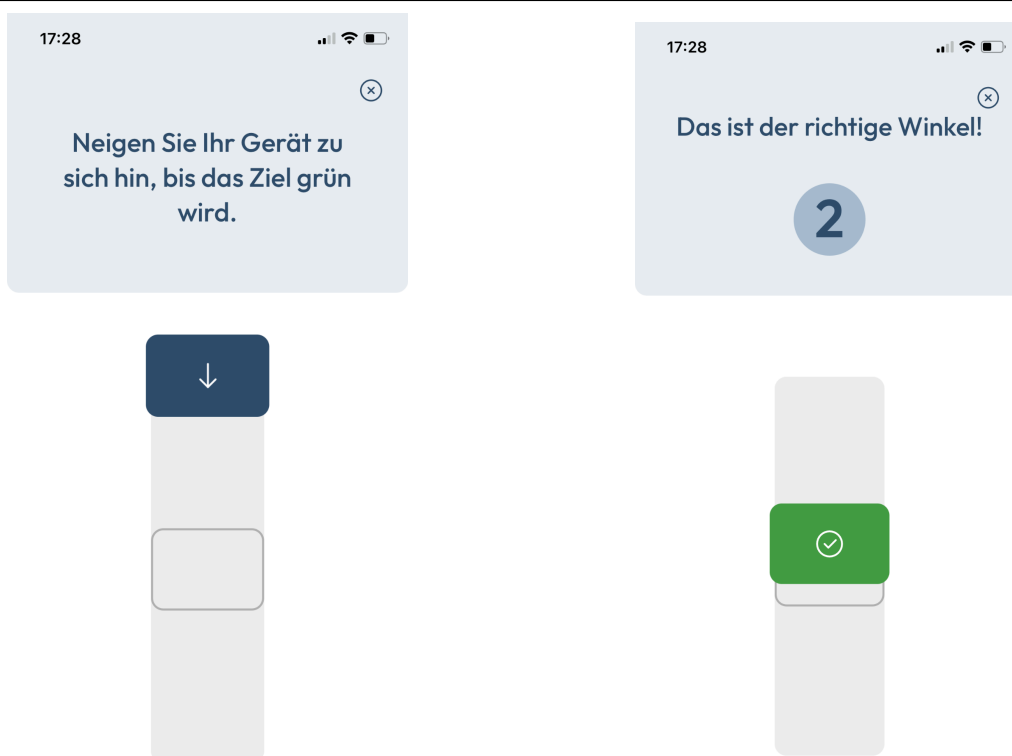 17:28
Neigen Sie Ihr Gerät zu
sich hin, bis das Ziel grün
wird.
17:28
Das ist der richtige Winkel!
2